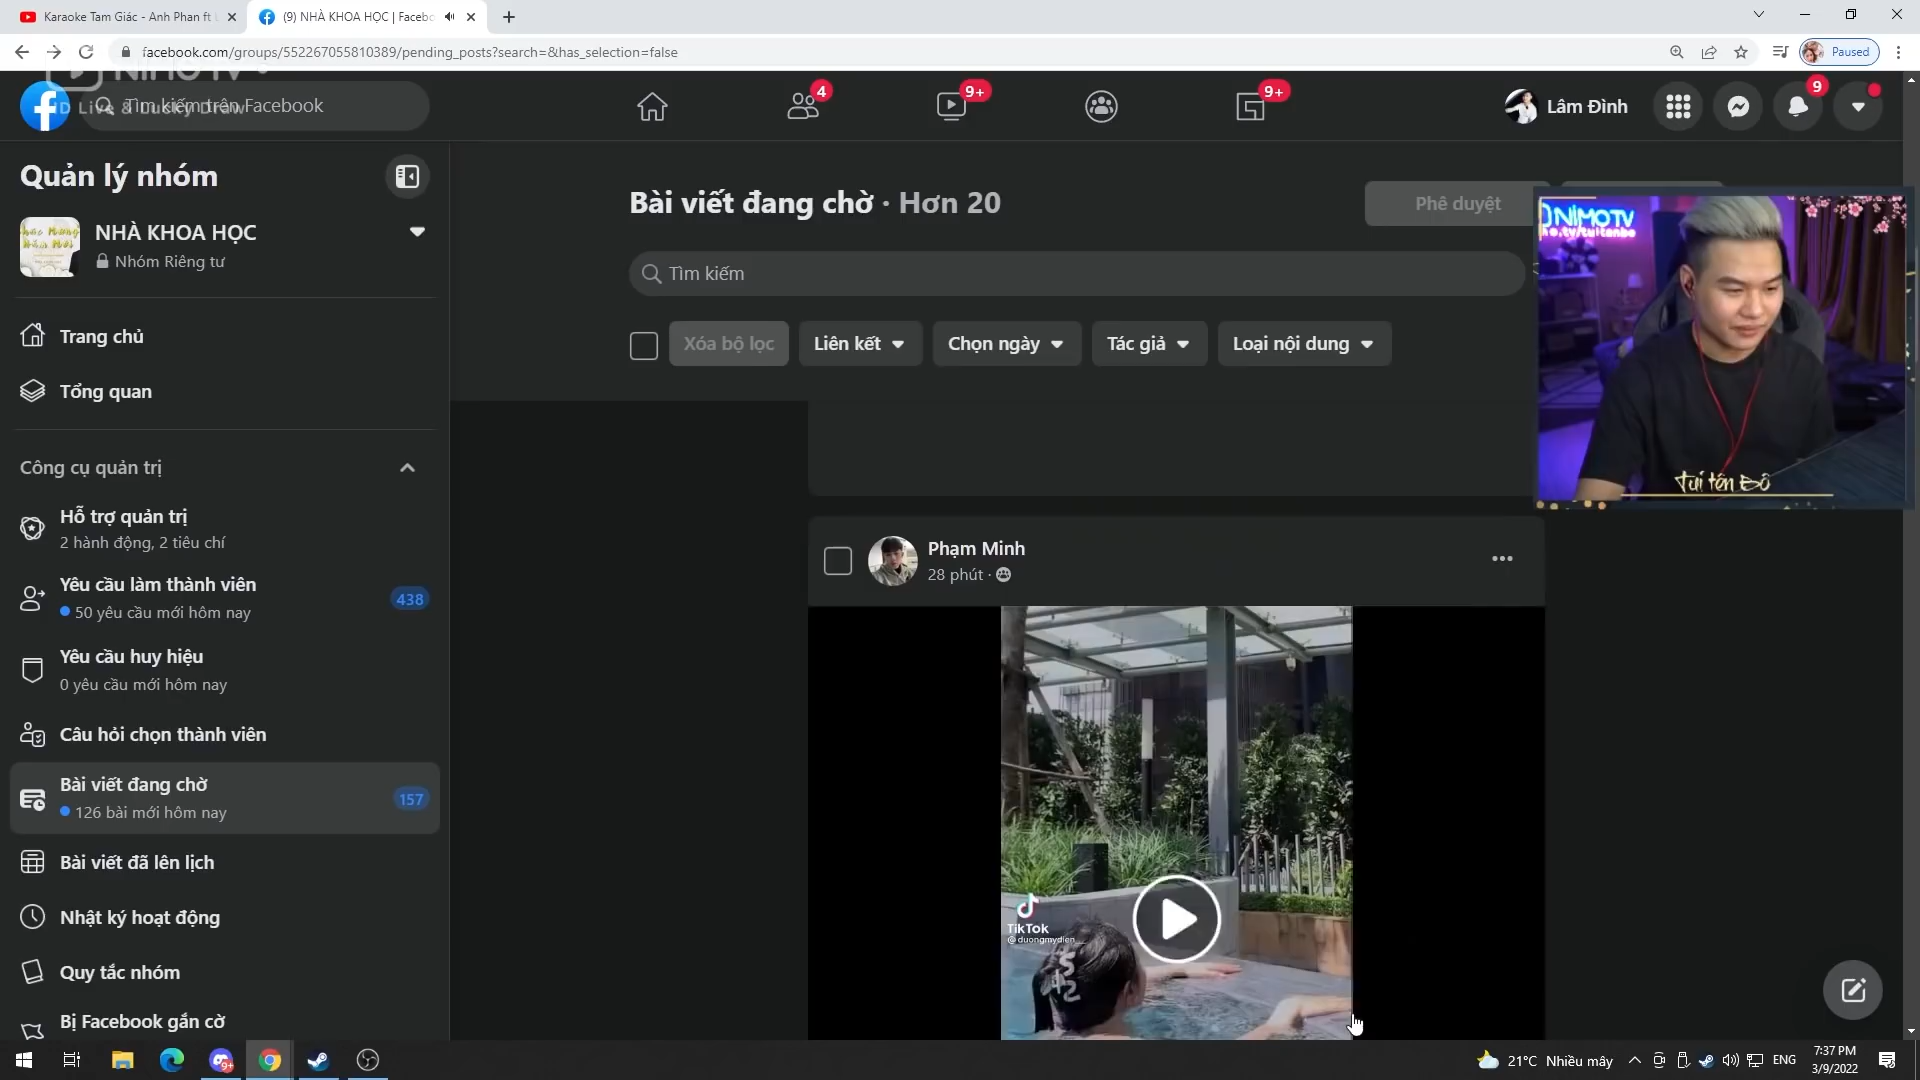 Karaoke Tam Giác - Anh Phan ft
(9) NHÀ KHOA HỌC | Facebo
facebook.com/groups/552267055810389/pending_posts?search=&has_selection=false
Paused
NIMOTV
ID Live & Lucky Draw
Tìm kiếm trên Facebook
4
9+
9+
Lâm Đình
9
Quản lý nhóm
NHÀ KHOA HỌC
Nhóm Riêng tư
Trang chủ
Tổng quan
Công cụ quản trị
Hỗ trợ quản trị
2 hành động, 2 tiêu chí
Yêu cầu làm thành viên
50 yêu cầu mới hôm nay
438
Yêu cầu huy hiệu
0 yêu cầu mới hôm nay
Câu hỏi chọn thành viên
Bài viết đang chờ
126 bài mới hôm nay
157
Bài viết đã lên lịch
Nhật ký hoạt động
Quy tắc nhóm
Bị Facebook gắn cờ
Bài viết đang chờ · Hơn 20
Phê duyệt
Tìm kiếm
Xóa bộ lọc
Liên kết
Chọn ngày
Tác giả
Loại nội dung
NIMOTV
Tui tên Bô
Phạm Minh
28 phút
TikTok
@duongmydien__
9+
21°C Nhiều mây
ENG
7:37 PM
3/9/2022